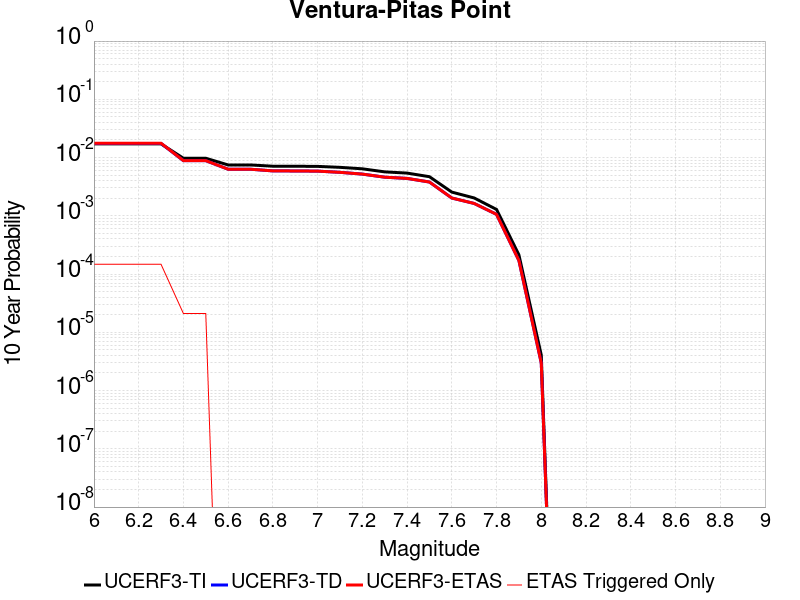 Ventura-Pitas Point
10 0
10 -1
10 -2
10 -3
10 -4
10 -5
10 -6
10 -7
10 -8
10 Year Probability
6 6.2 6.4 6.6 6.8 7 7.2 7.4 7.6 7.8 8 8.2 8.4 8.6 8.8 9
Magnitude
UCERF3-TI UCERF3-TD UCERF3-ETAS ETAS Triggered Only